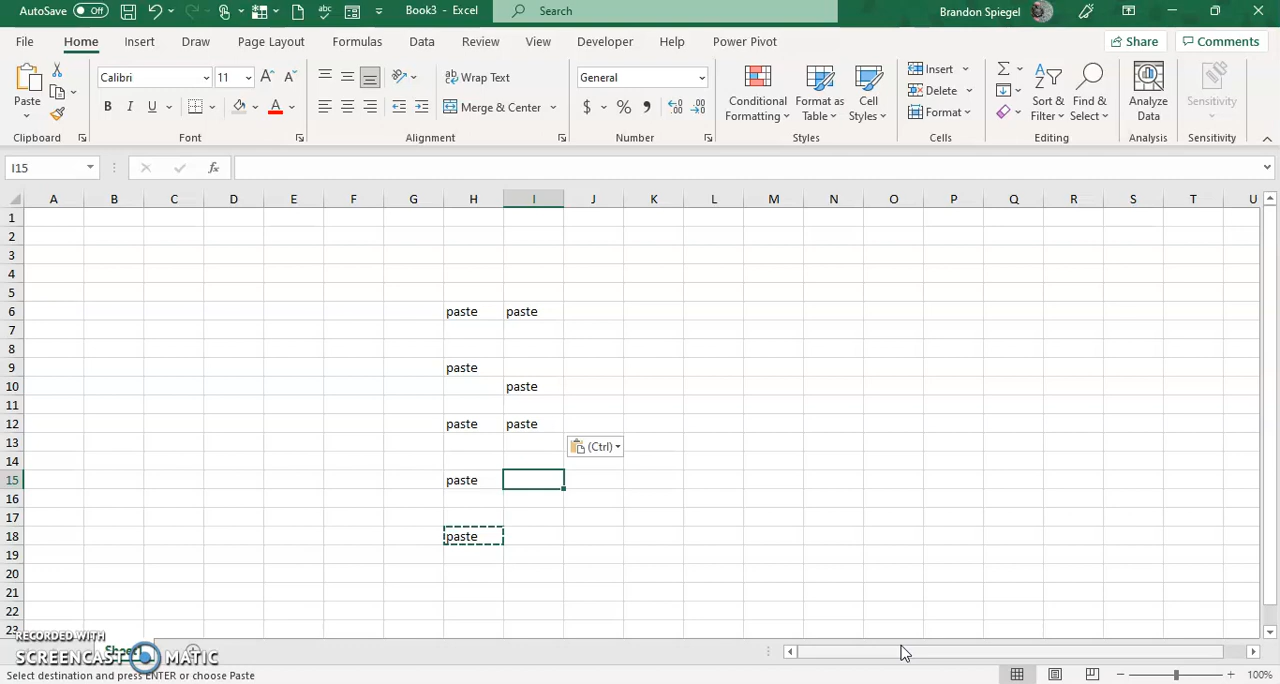 AutoSave Off Book3 - Excel Search Brandon Spiegel
File Home Insert Draw Page Layout Formulas Data Review View Developer Help Power Pivot Share Comments
Paste
Calibri 11 A A
B I U A
Wrap Text
Merge & Center
General
$ % ,
Conditional Formatting
Format as Table
Cell Styles
Insert
Delete
Format
Sort & Filter
Find & Select
Analyze Data
Sensitivity
Clipboard Font Alignment Number Styles Cells Editing Analysis Sensitivity
I15 fx
A B C D E F G H I J K L M N O P Q R S T U
1
2
3
4
5
6 paste paste
7
8
9 paste
10 paste
11
12 paste paste
13 (Ctrl)
14
15 paste
16
17
18 paste
19
20
21
22
23
RECORDED WITH
SCREENCAST MATIC
Select destination and press ENTER or choose Paste 100%